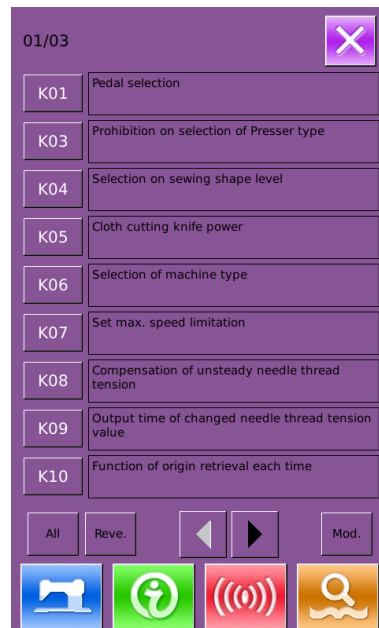 01/03
K01
Pedal selection
K03
Prohibition on selection of Presser type
K04
Selection on sewing shape level
K05
Cloth cutting knife power
K06
Selection of machine type
K07
Set max. speed limitation
K08
Compensation of unsteady needle thread
tension
K09
Output time of changed needle thread tension
value
K10
Function of origin retrieval each time
All
Reve.
Mod.